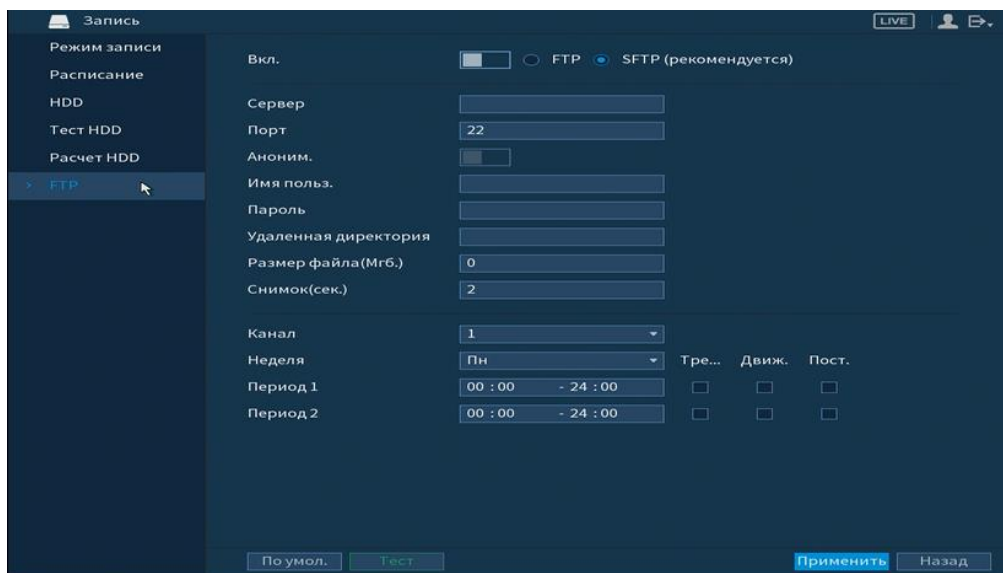 Запись
LIVE
Режим записи
Расписание
HDD
Тест HDD
Расчет HDD
> FTP
Вкл.
FTP
SFTP (рекомендуется)
Сервер
Порт 22
Аноним.
Имя польз.
Пароль
Удаленная директория
Размер файла(Мгб.) 0
Снимок(сек.) 2
Канал 1
Неделя Пн Тре... Движ. Пост.
Период 1 00 : 00 - 24 : 00
Период 2 00 : 00 - 24 : 00
По умол. Тест Применить Назад